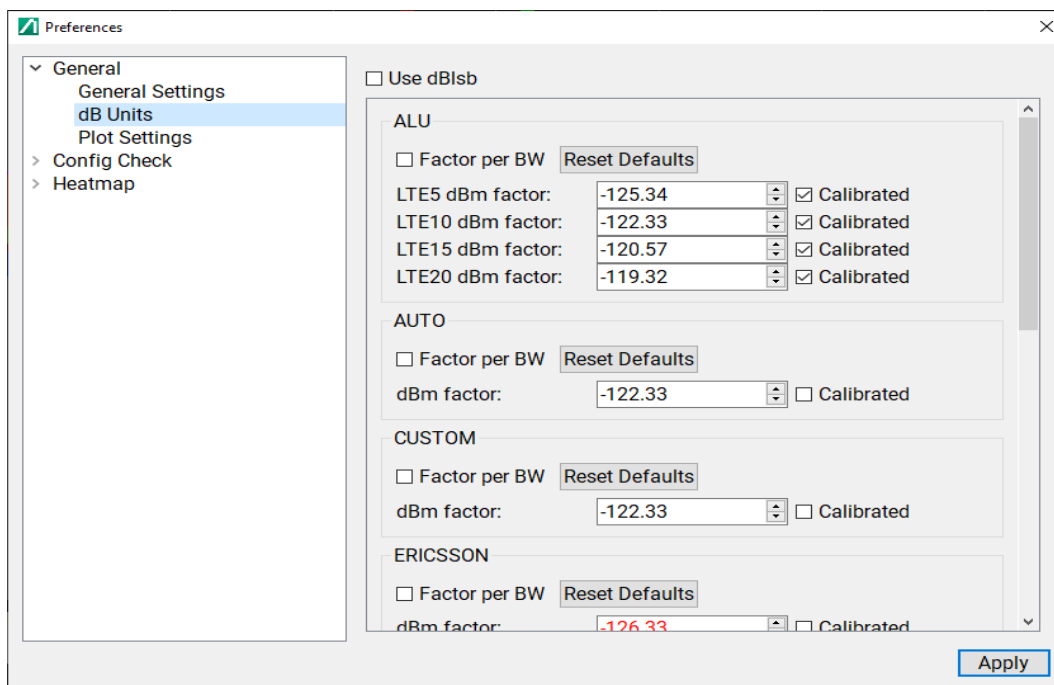 Preferences
General
General Settings
dB Units
Plot Settings
Config Check
Heatmap
Use dBlsb
ALU
Factor per BW Reset Defaults
LTE5 dBm factor: -125.34 Calibrated
LTE10 dBm factor: -122.33 Calibrated
LTE15 dBm factor: -120.57 Calibrated
LTE20 dBm factor: -119.32 Calibrated
AUTO
Factor per BW Reset Defaults
dBm factor: -122.33 Calibrated
CUSTOM
Factor per BW Reset Defaults
dBm factor: -122.33 Calibrated
ERICSSON
Factor per BW Reset Defaults
dBm factor: -126.33 Calibrated
Apply